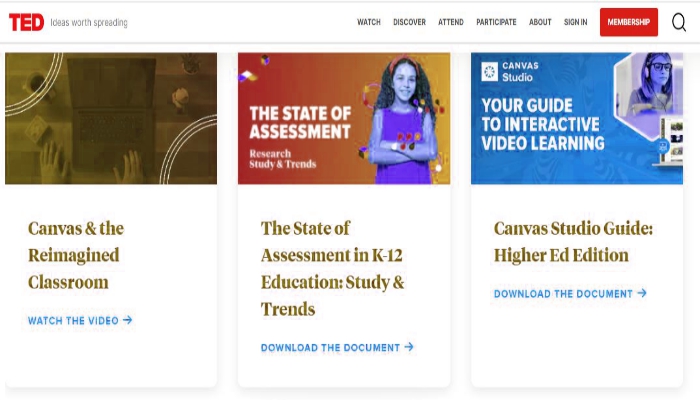 TED Ideas worth spreading WATCH DISCOVER ATTEND PARTICIPATE ABOUT SIGN IN MEMBERSHIP
THE STATE OF
ASSESSMENT
Research
Study & Trends
CANVAS
Studio
YOUR GUIDE
TO INTERACTIVE
VIDEO LEARNING
Canvas & the
Reimagined
Classroom
WATCH THE VIDEO →
The State of
Assessment in K-12
Education: Study &
Trends
DOWNLOAD THE DOCUMENT →
Canvas Studio Guide:
Higher Ed Edition
DOWNLOAD THE DOCUMENT →